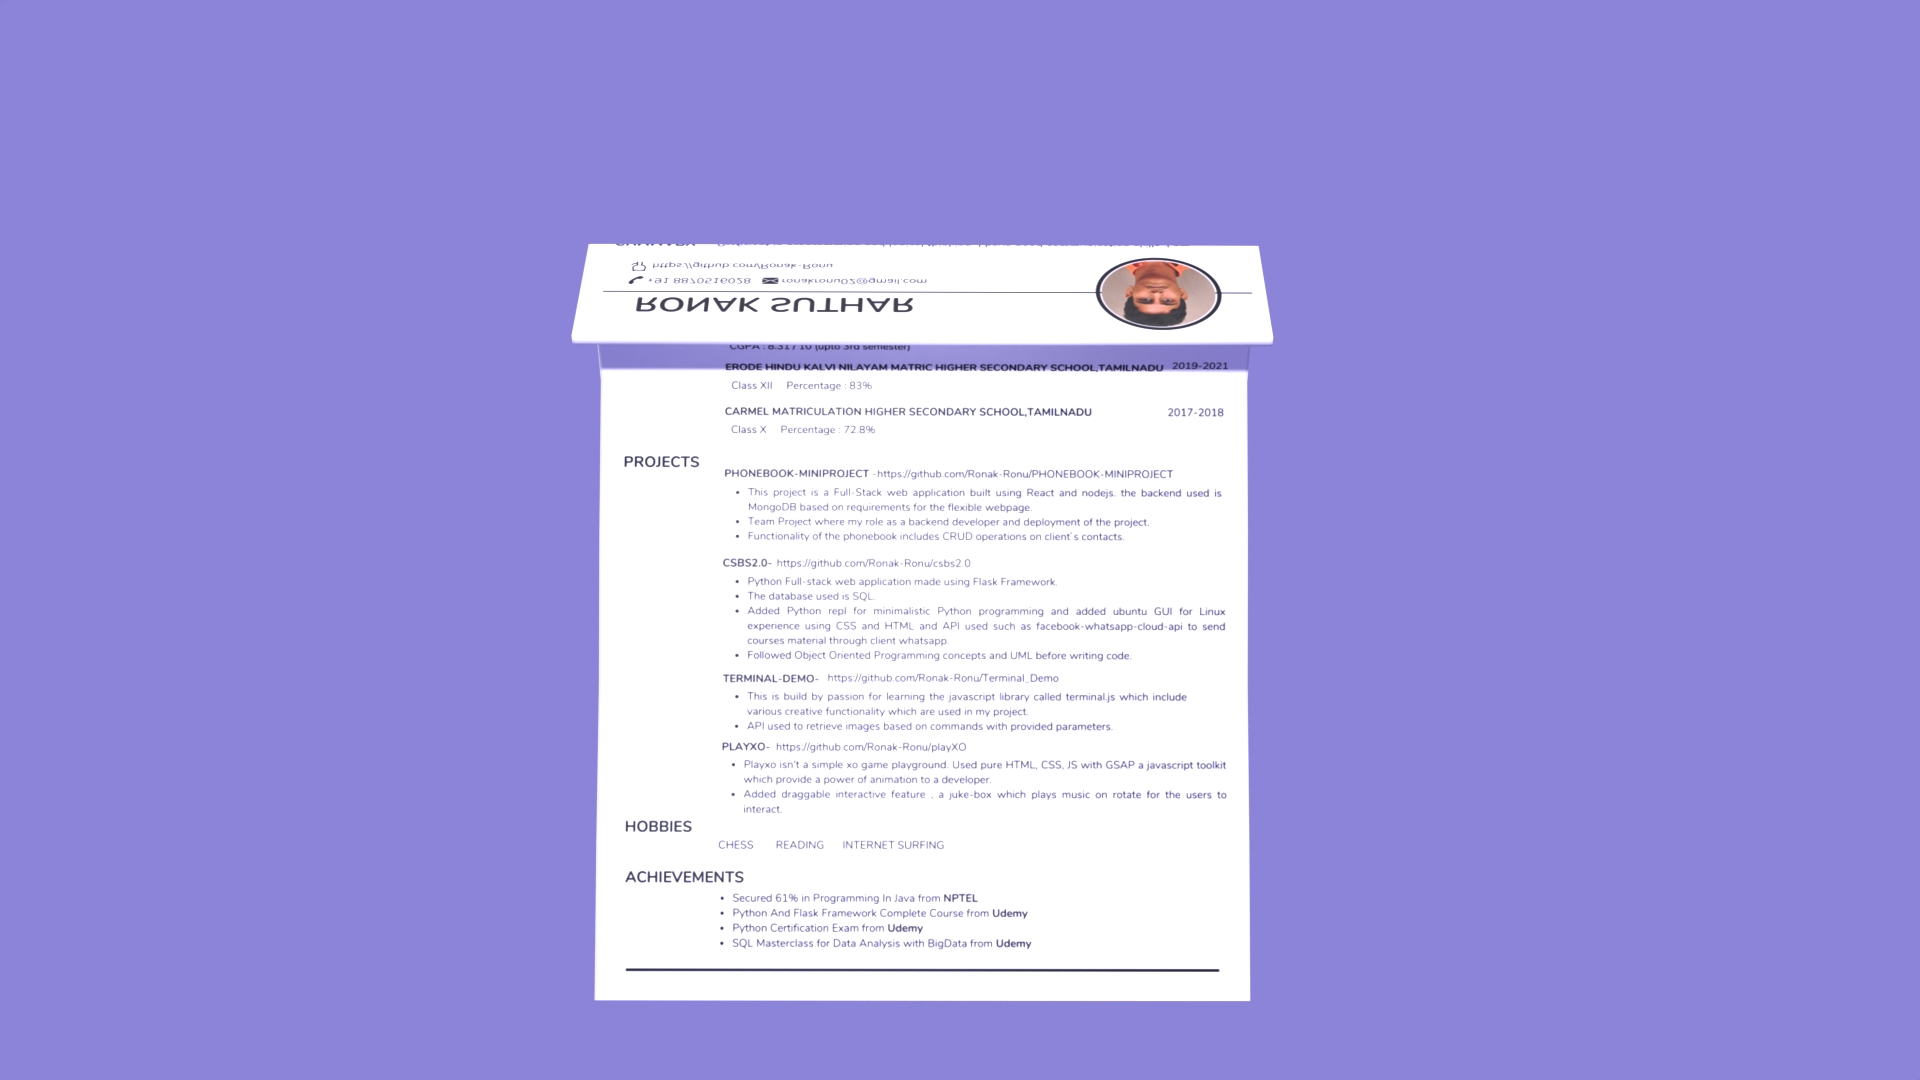 https://github.com/Ronak-Ronu
+91 8870516028 ronakronu02@gmail.com
RONAK SUTHAR
CGPA : 8.31 / 10 (upto 3rd semester)
ERODE HINDU KALVI NILAYAM MATRIC HIGHER SECONDARY SCHOOL,TAMILNADU 2019-2021
Class XII Percentage : 83%
CARMEL MATRICULATION HIGHER SECONDARY SCHOOL,TAMILNADU 2017-2018
Class X Percentage : 72.8%
PROJECTS
PHONEBOOK-MINIPROJECT -https://github.com/Ronak-Ronu/PHONEBOOK-MINIPROJECT
• This project is a Full-Stack web application built using React and nodejs. the backend used is
MongoDB based on requirements for the flexible webpage.
• Team Project where my role as a backend developer and deployment of the project.
• Functionality of the phonebook includes CRUD operations on client's contacts.
CSBS2.0- https://github.com/Ronak-Ronu/csbs2.0
• Python Full-stack web application made using Flask Framework.
• The database used is SQL.
• Added Python repl for minimalistic Python programming and added ubuntu GUI for Linux
experience using CSS and HTML and API used such as facebook-whatsapp-cloud-api to send
courses material through client whatsapp.
• Followed Object Oriented Programming concepts and UML before writing code.
TERMINAL-DEMO- https://github.com/Ronak-Ronu/Terminal_Demo
• This is build by passion for learning the javascript library called terminal.js which include
various creative functionality which are used in my project.
• API used to retrieve images based on commands with provided parameters.
PLAYXO- https://github.com/Ronak-Ronu/playXO
• Playxo isn't a simple xo game playground. Used pure HTML, CSS, JS with GSAP a javascript toolkit
which provide a power of animation to a developer.
• Added draggable interactive feature , a juke-box which plays music on rotate for the users to
interact.
HOBBIES
CHESS READING INTERNET SURFING
ACHIEVEMENTS
• Secured 61% in Programming In Java from NPTEL
• Python And Flask Framework Complete Course from Udemy
• Python Certification Exam from Udemy
• SQL Masterclass for Data Analysis with BigData from Udemy